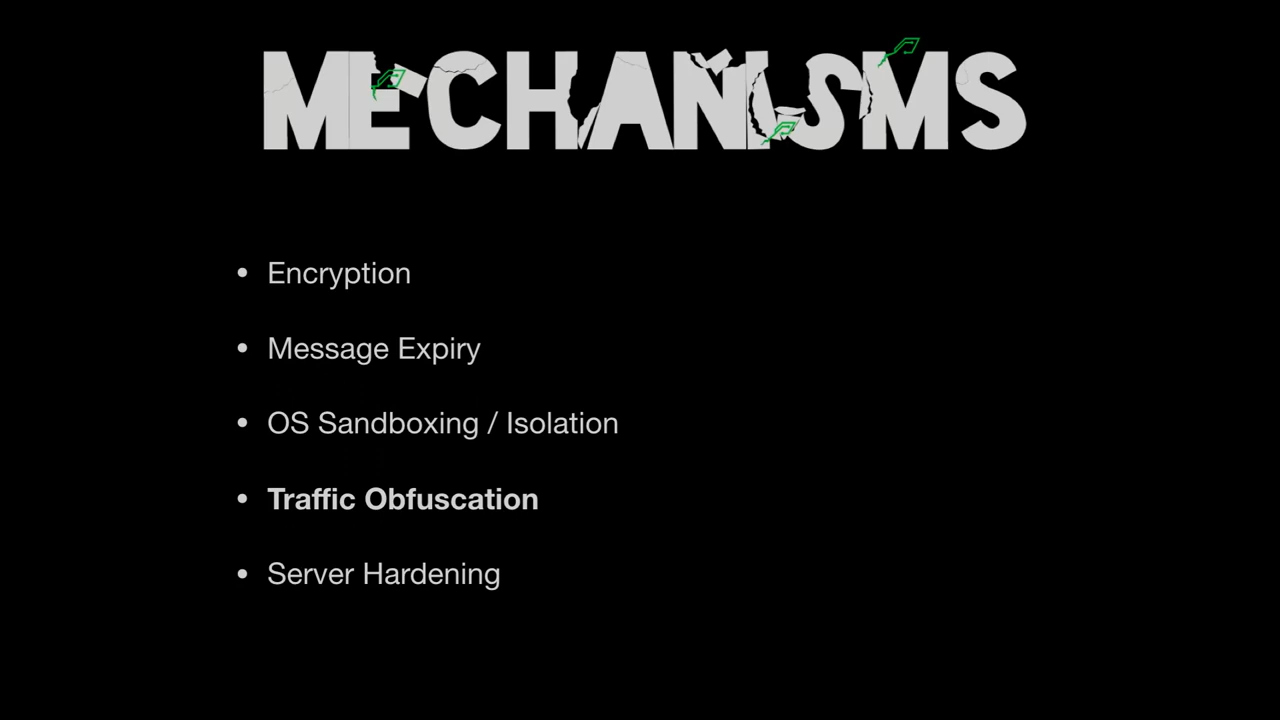 MECHANISMS
• Encryption
• Message Expiry
• OS Sandboxing / Isolation
• Traffic Obfuscation
• Server Hardening